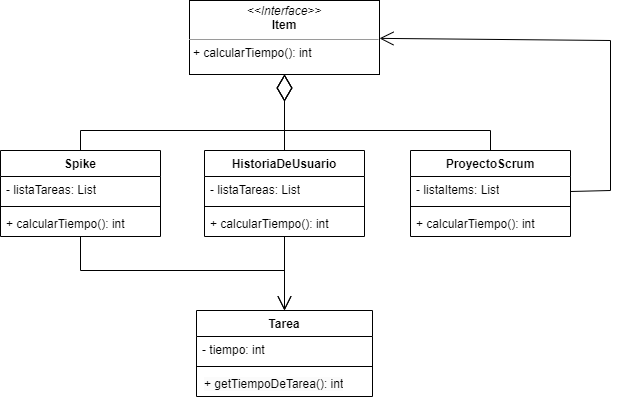 <<Interface>>
Item
+ calcularTiempo(): int
Spike
- listaTareas: List
+ calcularTiempo(): int
HistoriaDeUsuario
- listaTareas: List
+ calcularTiempo(): int
ProyectoScrum
- listaItems: List
+ calcularTiempo(): int
Tarea
- tiempo: int
+ getTiempoDeTarea(): int